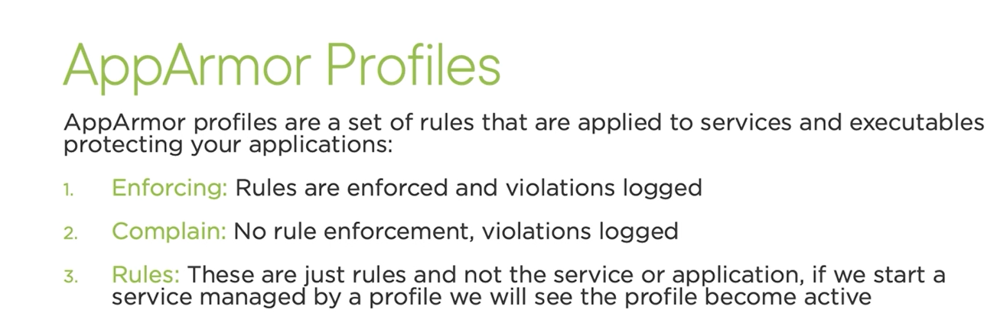 AppArmor Profiles
AppArmor profiles are a set of rules that are applied to services and executables
protecting your applications:
1. Enforcing: Rules are enforced and violations logged
2. Complain: No rule enforcement, violations logged
3. Rules: These are just rules and not the service or application, if we start a
service managed by a profile we will see the profile become active